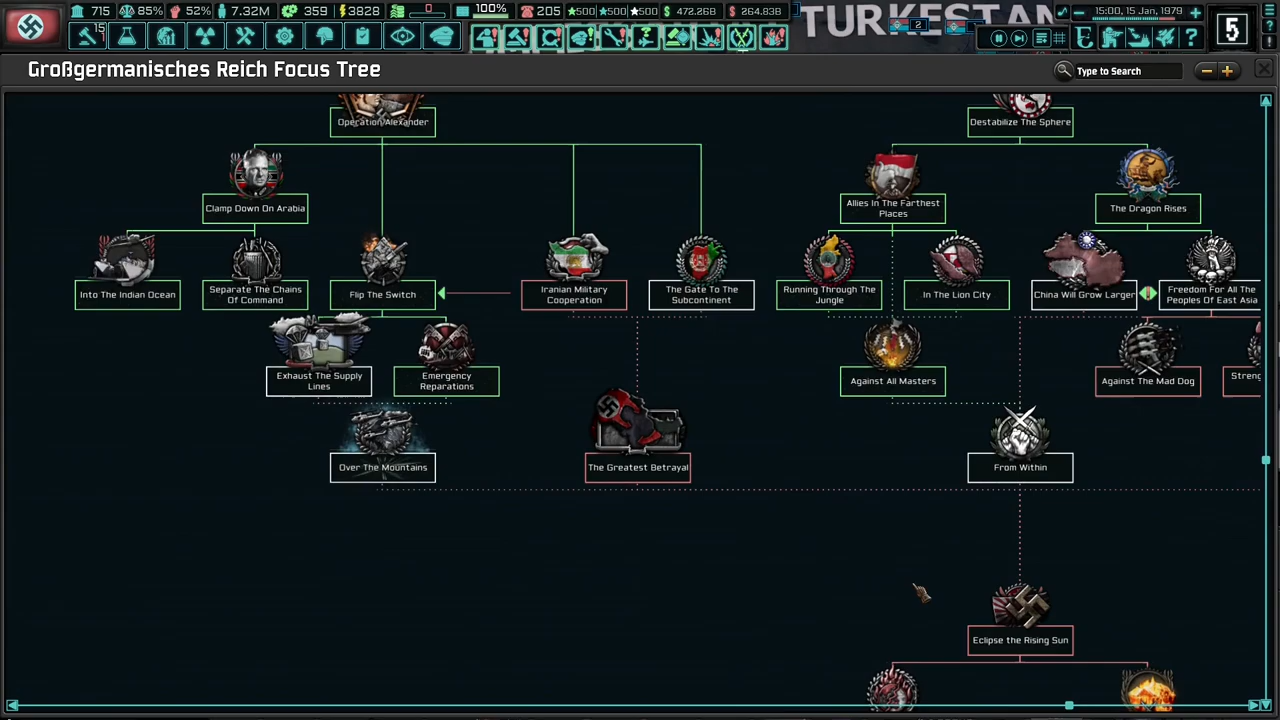 715 85% 52% 7.32M 359 3828 0 100% 205 500 500 500 $ 472.26B $ 264.83B
TURKESTAN
2
15:00, 15 Jan, 1979
5
15
Großgermanisches Reich Focus Tree
Type to Search
Operation Alexander
Destabilize The Sphere
Clamp Down On Arabia
Allies In The Farthest
Places
The Dragon Rises
Into The Indian Ocean
Separate The Chains
Of Command
Flip The Switch
Iranian Military
Cooperation
The Gate To The
Subcontinent
Running Through The
Jungle
In The Lion City
China Will Grow Larger
Freedom For All The
Peoples Of East Asia
Exhaust The Supply
Lines
Emergency
Reparations
Against All Masters
Against The Mad Dog
Streng
Over The Mountains
The Greatest Betrayal
From Within
Eclipse the Rising Sun